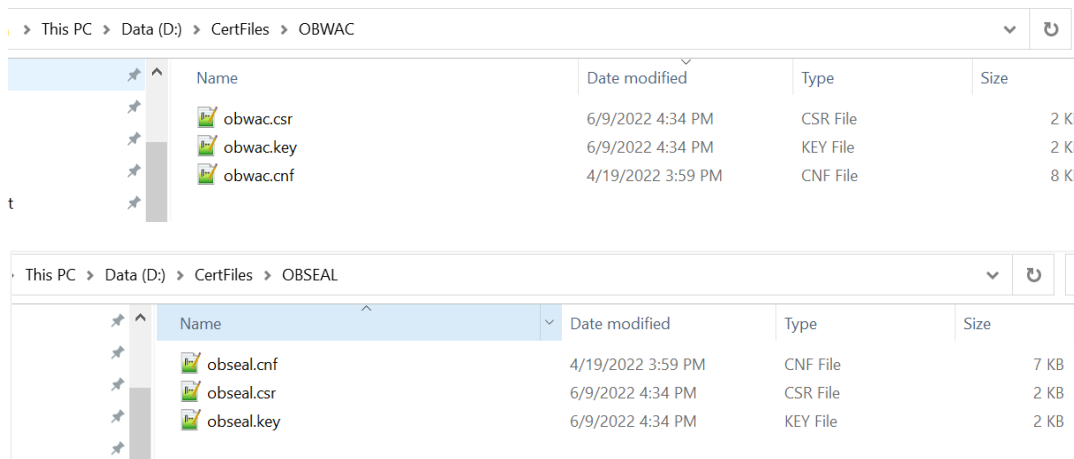 This PC > Data (D:) > CertFiles > OBWAC
Name Date modified Type Size
obwac.csr 6/9/2022 4:34 PM CSR File 2 K
obwac.key 6/9/2022 4:34 PM KEY File 2 K
obwac.cnf 4/19/2022 3:59 PM CNF File 8 K
t
This PC > Data (D:) > CertFiles > OBSEAL
Name Date modified Type Size
obseal.cnf 4/19/2022 3:59 PM CNF File 7 KB
obseal.csr 6/9/2022 4:34 PM CSR File 2 KB
obseal.key 6/9/2022 4:34 PM KEY File 2 KB